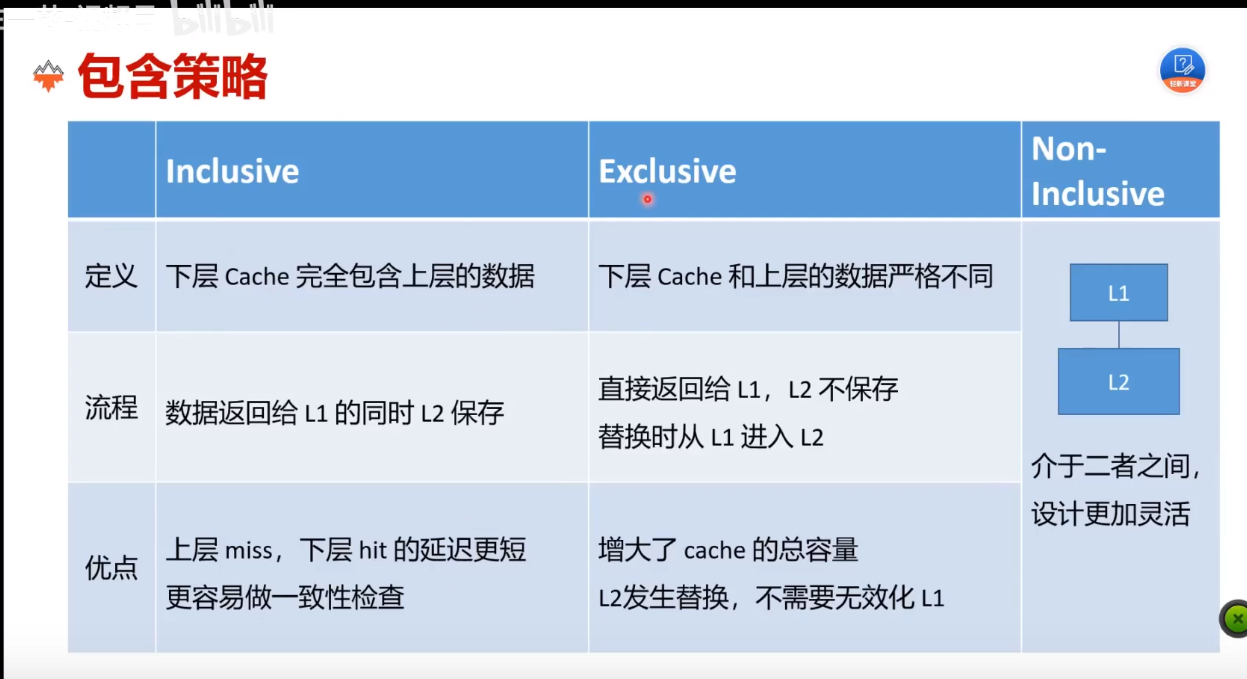 bilibili
包含策略
轻新课堂
Inclusive
Exclusive
Non-
Inclusive
定义
下层 Cache 完全包含上层的数据
下层 Cache 和上层的数据严格不同
流程
数据返回给 L1 的同时 L2 保存
直接返回给 L1，L2 不保存
替换时从 L1 进入 L2
优点
上层 miss，下层 hit 的延迟更短
更容易做一致性检查
增大了 cache 的总容量
L2发生替换，不需要无效化 L1
L1
L2
介于二者之间，
设计更加灵活